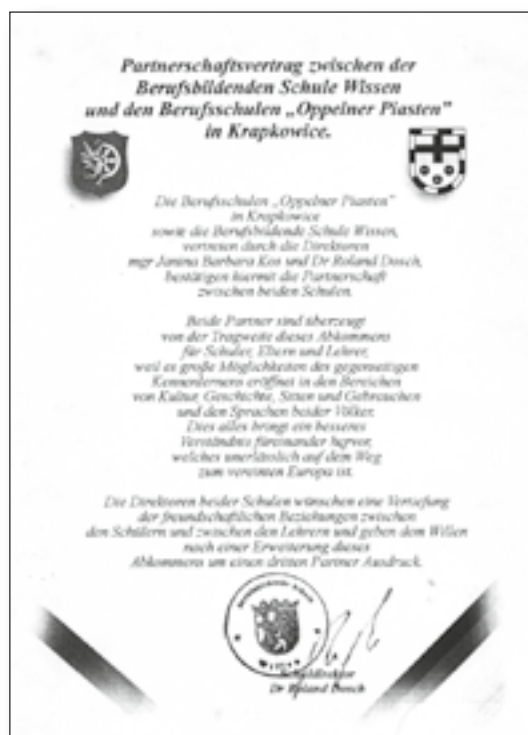 Partnerschaftsvertrag zwischen der
Berufsbildenden Schule Wissen
und den Berufsschulen „Oppelner Piasten”
in Krapkowice.
Die Berufsschulen „Oppelner Piasten”
in Krapkowice
sowie die Berufsbildende Schule Wissen,
vertreten durch die Direktoren
mgr Janina Barbara Kos und Dr Roland Dosch,
bestätigen hiermit die Partnerschaft
zwischen beiden Schulen.
Beide Partner sind überzeugt
von der Tragweite dieses Abkommens
für Schüler, Eltern und Lehrer,
weil es große Möglichkeiten des gegenseitigen
Kennenlernens eröffnet in den Bereichen
von Kultur, Geschichte, Sitten und Gebräuchen
und den Sprachen beider Völker.
Dies alles bringt ein besseres
Verständnis füreinander hervor,
welches unerlässlich auf dem Weg
zum vereinten Europa ist.
Die Direktoren beider Schulen wünschen eine Vertiefung
der freundschaftlichen Beziehungen zwischen
den Schülern und zwischen den Lehrern und geben dem Willen
nach einer Erweiterung dieses
Abkommens um einen dritten Partner Ausdruck.
Schuldirektor
Dr Roland Dosch